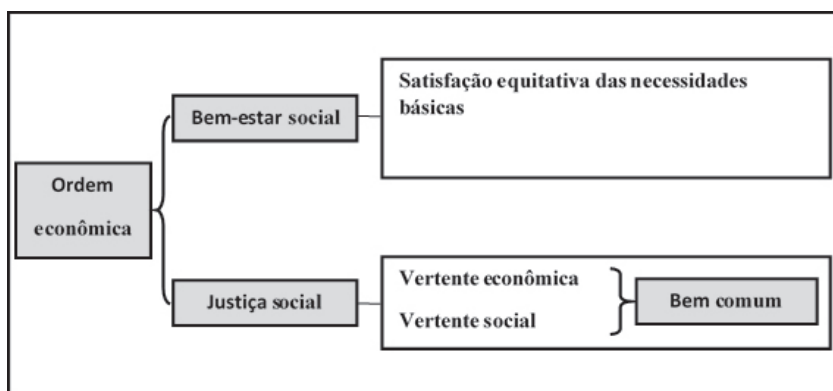 Ordem
econômica
Bem-estar social
Satisfação equitativa das necessidades
básicas
Justiça social
Vertente econômica
Vertente social
Bem comum